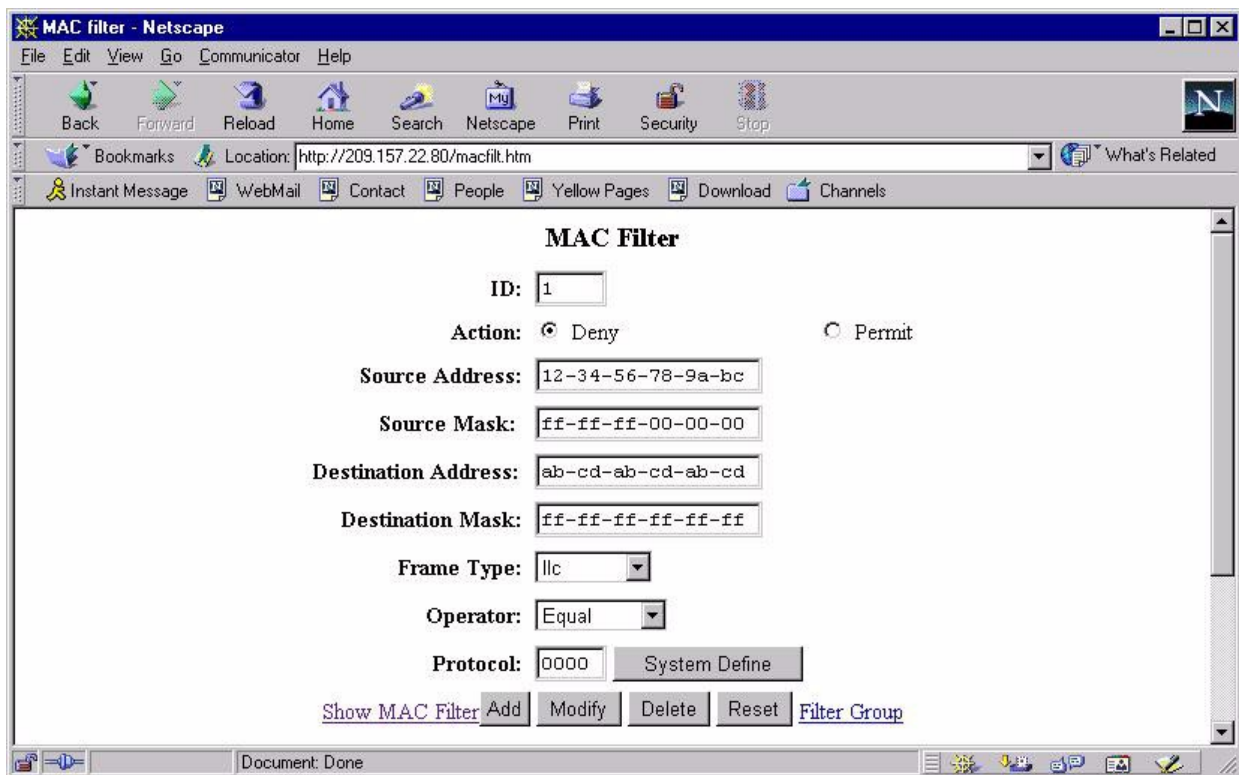 MAC filter - Netscape
File Edit View Go Communicator Help
My
N
Back Forward Reload Home Search Netscape Print Security Stop
Bookmarks Location: http://209.157.22.80/macfilt.htm What's Related
Instant Message WebMail Contact People Yellow Pages Download Channels
MAC Filter
ID: 1
Action: Deny Permit
Source Address: 12-34-56-78-9a-bc
Source Mask: ff-ff-ff-00-00-00
Destination Address: ab-cd-ab-cd-ab-cd
Destination Mask: ff-ff-ff-ff-ff-ff
Frame Type: llc
Operator: Equal
Protocol: 0000 System Define
Show MAC Filter Add Modify Delete Reset Filter Group
Document: Done